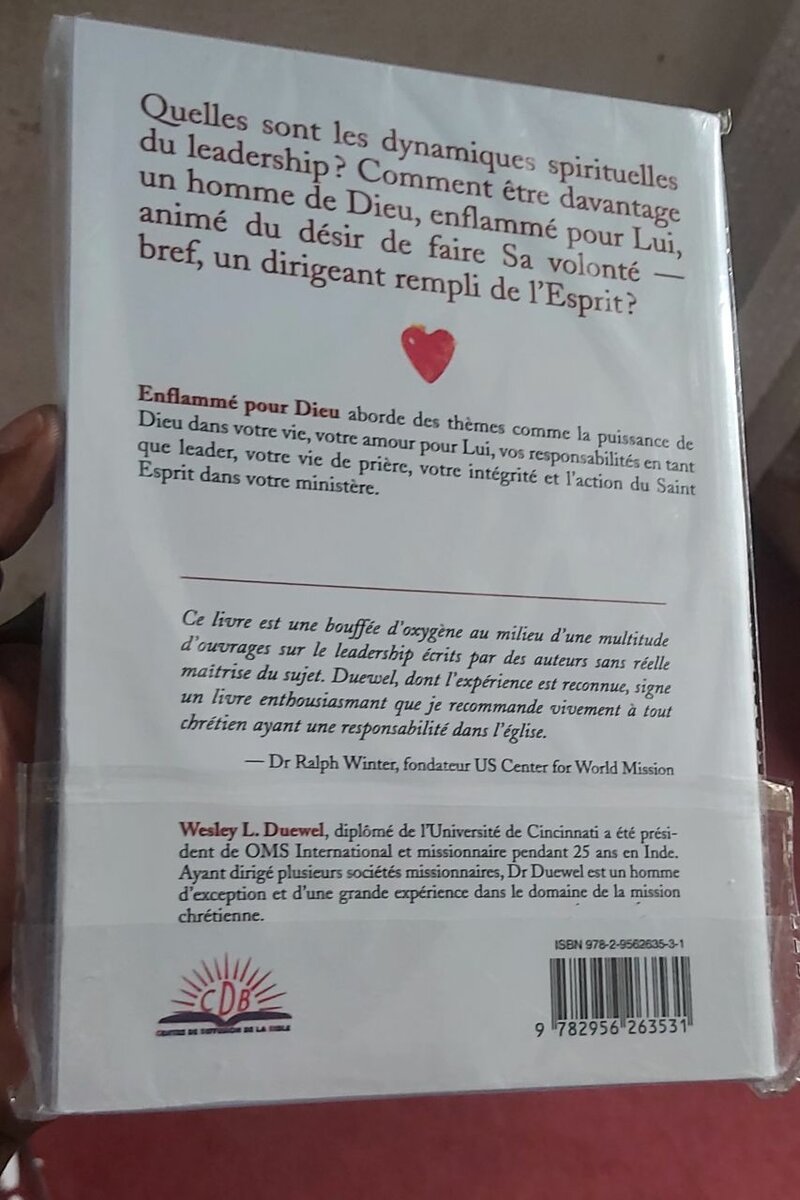 Quelles sont les dynamiques spirituelles
du leadership ? Comment être davantage
un homme de Dieu, enflammé pour Lui,
animé du désir de faire Sa volonté —
bref, un dirigeant rempli de l'Esprit ?
Enflammé pour Dieu aborde des thèmes comme la puissance de
Dieu dans votre vie, votre amour pour Lui, vos responsabilités en tant
que leader, votre vie de prière, votre intégrité et l'action du Saint
Esprit dans votre ministère.
Ce livre est une bouffée d'oxygène au milieu d'une multitude
d'ouvrages sur le leadership écrits par des auteurs sans réelle
maîtrise du sujet. Duewel, dont l'expérience est reconnue, signe
un livre enthousiasmant que je recommande vivement à tout
chrétien ayant une responsabilité dans l'église.
— Dr Ralph Winter, fondateur US Center for World Mission
Wesley L. Duewel, diplômé de l'Université de Cincinnati a été prési-
dent de OMS International et missionnaire pendant 25 ans en Inde.
Ayant dirigé plusieurs sociétés missionnaires, Dr Duewel est un homme
d'exception et d'une grande expérience dans le domaine de la mission
chrétienne.
ISBN 978-2-9562635-3-1
CDB
CENTRE DE DIFFUSION DE LA BIBLE
9 782956 263531